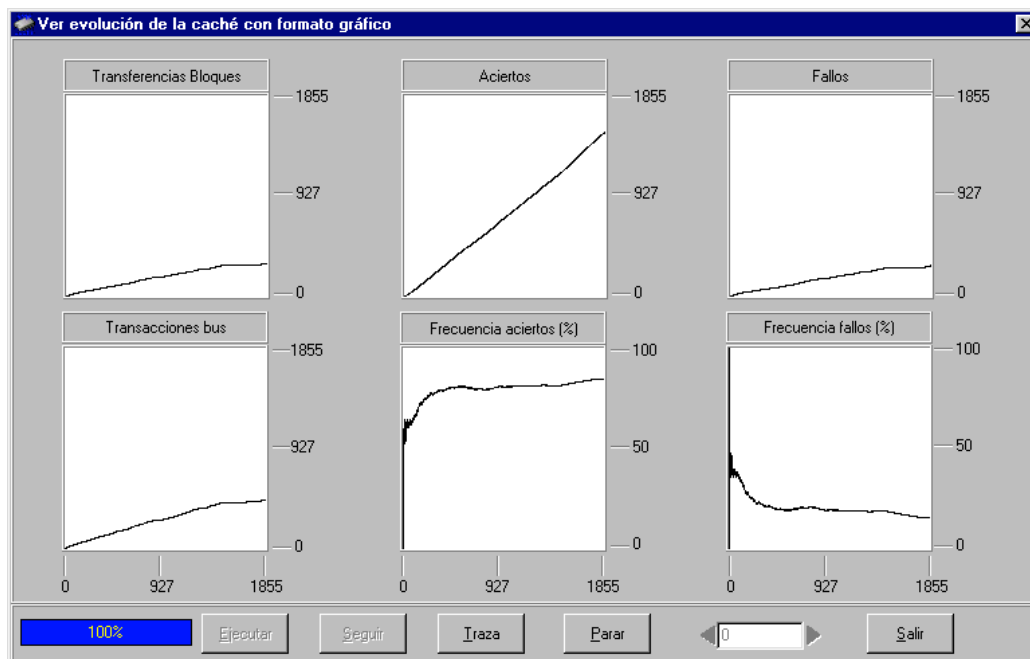 Ver evolución de la caché con formato gráfico
Transferencias Bloques
1855
927
0
Aciertos
1855
927
0
Fallos
1855
927
0
Transacciones bus
1855
927
0
0 927 1855
Frecuencia aciertos (%)
100
50
0
0 927 1855
Frecuencia fallos (%)
100
50
0
0 927 1855
100% Ejecutar Seguir Traza Parar 0 Salir